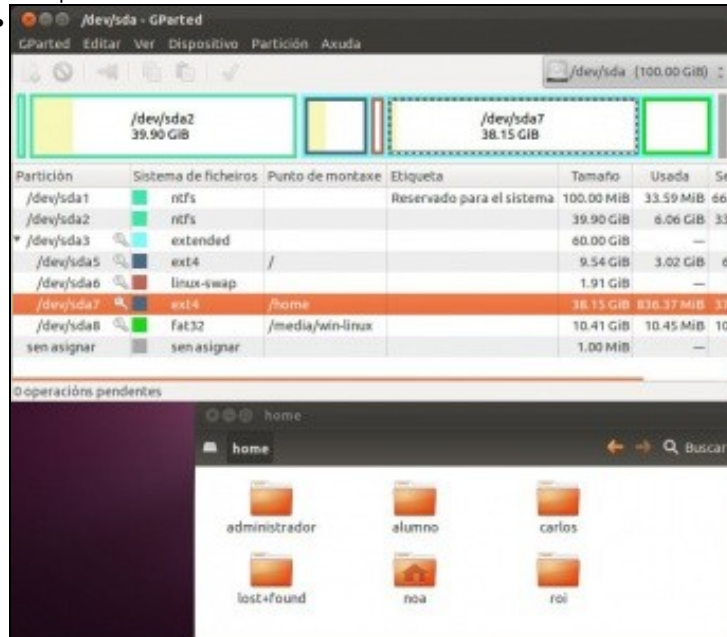 /dev/sda - GParted
GParted Editar Ver Dispositivo Partición Axuda
/dev/sda (100.00 GiB)
/dev/sda2
39.90 GiB
/dev/sda7
38.15 GiB
Partición Sistema de ficheiros Punto de montaxe Etiqueta Tamaño Usada
/dev/sda1 ntfs Reservado para el sistema 100.00 MiB 33.59 MiB
/dev/sda2 ntfs 39.90 GiB 6.06 GiB
/dev/sda3 extended 60.00 GiB —
/dev/sda5 ext4 / 9.54 GiB 3.02 GiB
/dev/sda6 linux-swap 1.91 GiB —
/dev/sda7 ext4 /home 38.15 GiB 836.37 MiB
/dev/sda8 fat32 /media/win-linux 10.41 GiB 10.45 MiB
sen asignar sen asignar 1.00 MiB —
0 operacións pendentes
home
home Buscar
administrador alumno carlos
lost+found noa roi